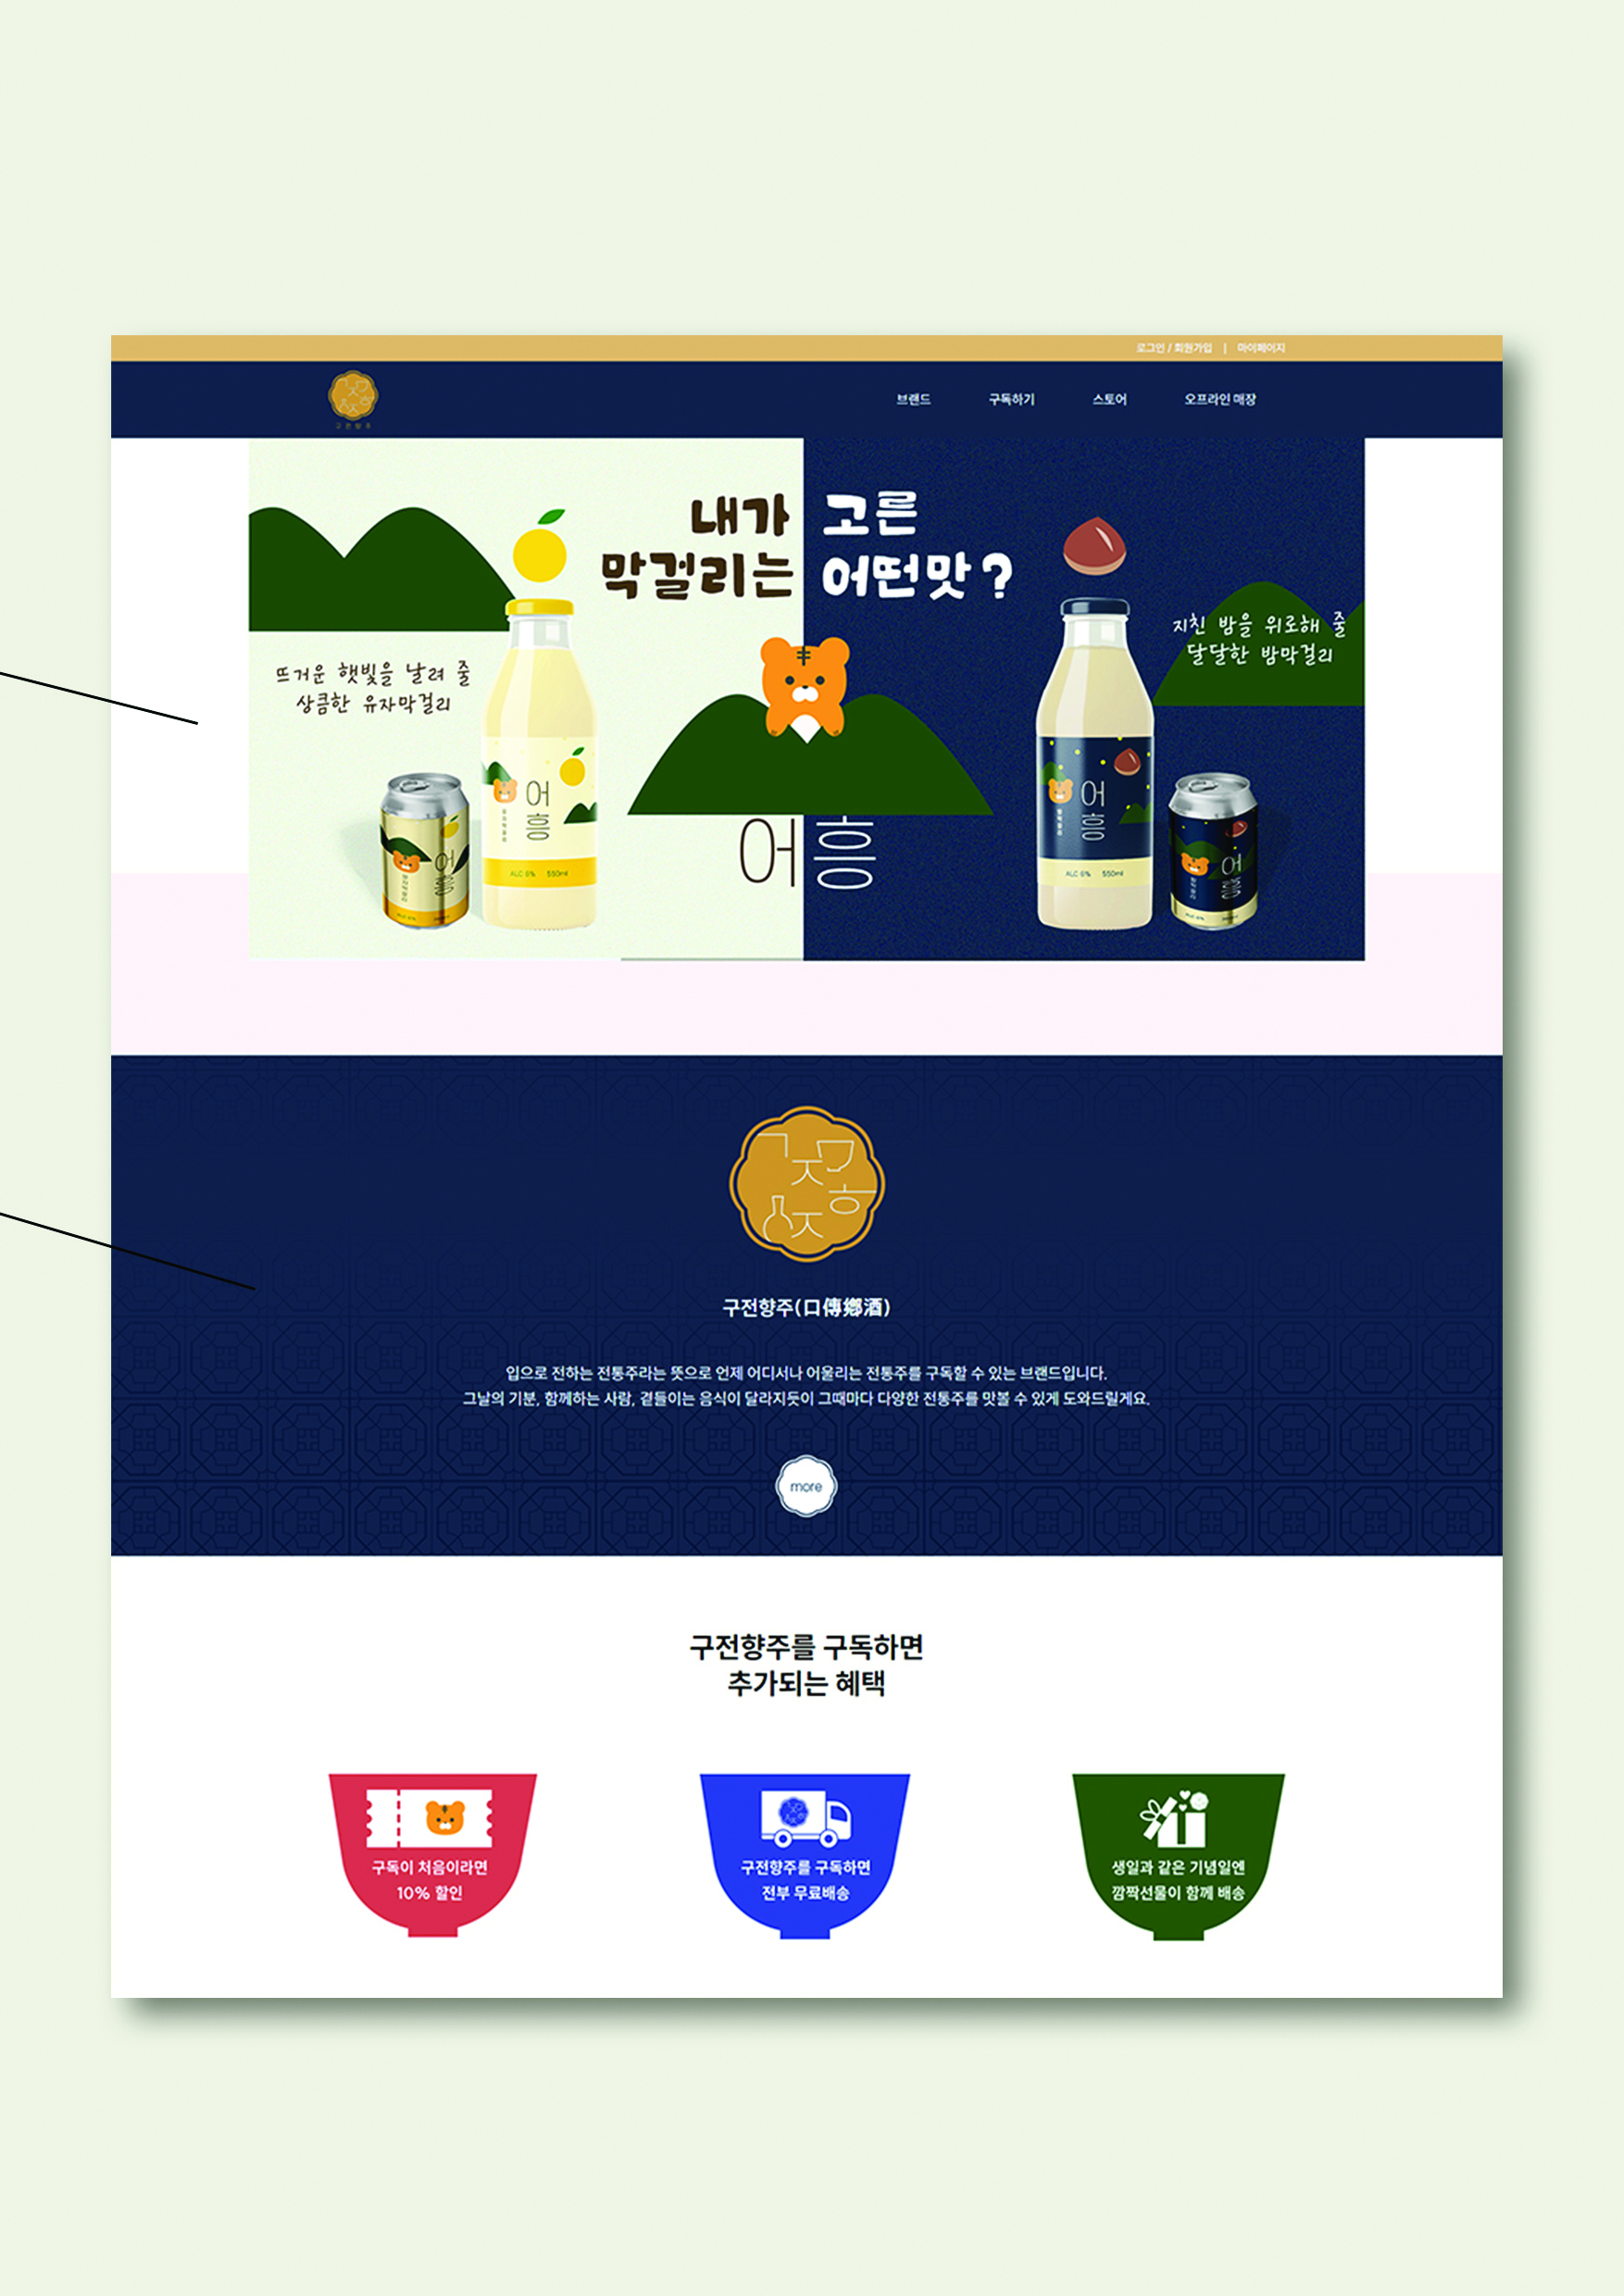 로그인 / 회원가입 | 마이페이지
구전향주
브랜드 구독하기 스토어 오프라인 매장
내가 고른
막걸리는 어떤맛?
뜨거운 햇빛을 날려 줄
상큼한 유자막걸리
지친 밤을 위로해 줄
달달한 밤막걸리
어흥
유자막걸리
ALC 6% 550ml
어흥
밤막걸리
ALC 6% 550ml
어흥
어흥
어흥
구전향주(口傳鄕酒)
입으로 전하는 전통주라는 뜻으로 언제 어디서나 어울리는 전통주를 구독할 수 있는 브랜드입니다.
그날의 기분, 함께하는 사람, 곁들이는 음식이 달라지듯이 그때마다 다양한 전통주를 맛볼 수 있게 도와드릴게요.
more
구전향주를 구독하면
추가되는 혜택
구독이 처음이라면
10% 할인
구전향주를 구독하면
전부 무료배송
생일과 같은 기념일엔
깜짝선물이 함께 배송